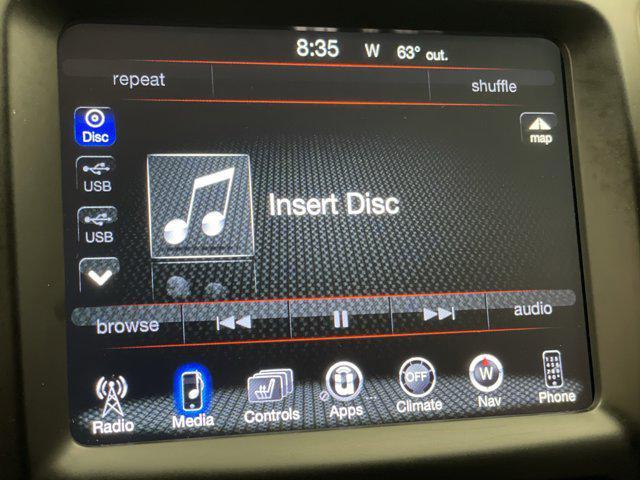 8:35 W 63° out.
repeat shuffle
Disc
map
USB
Insert Disc
USB
browse audio
OFF W
Radio Media Controls Apps Climate Nav Phone